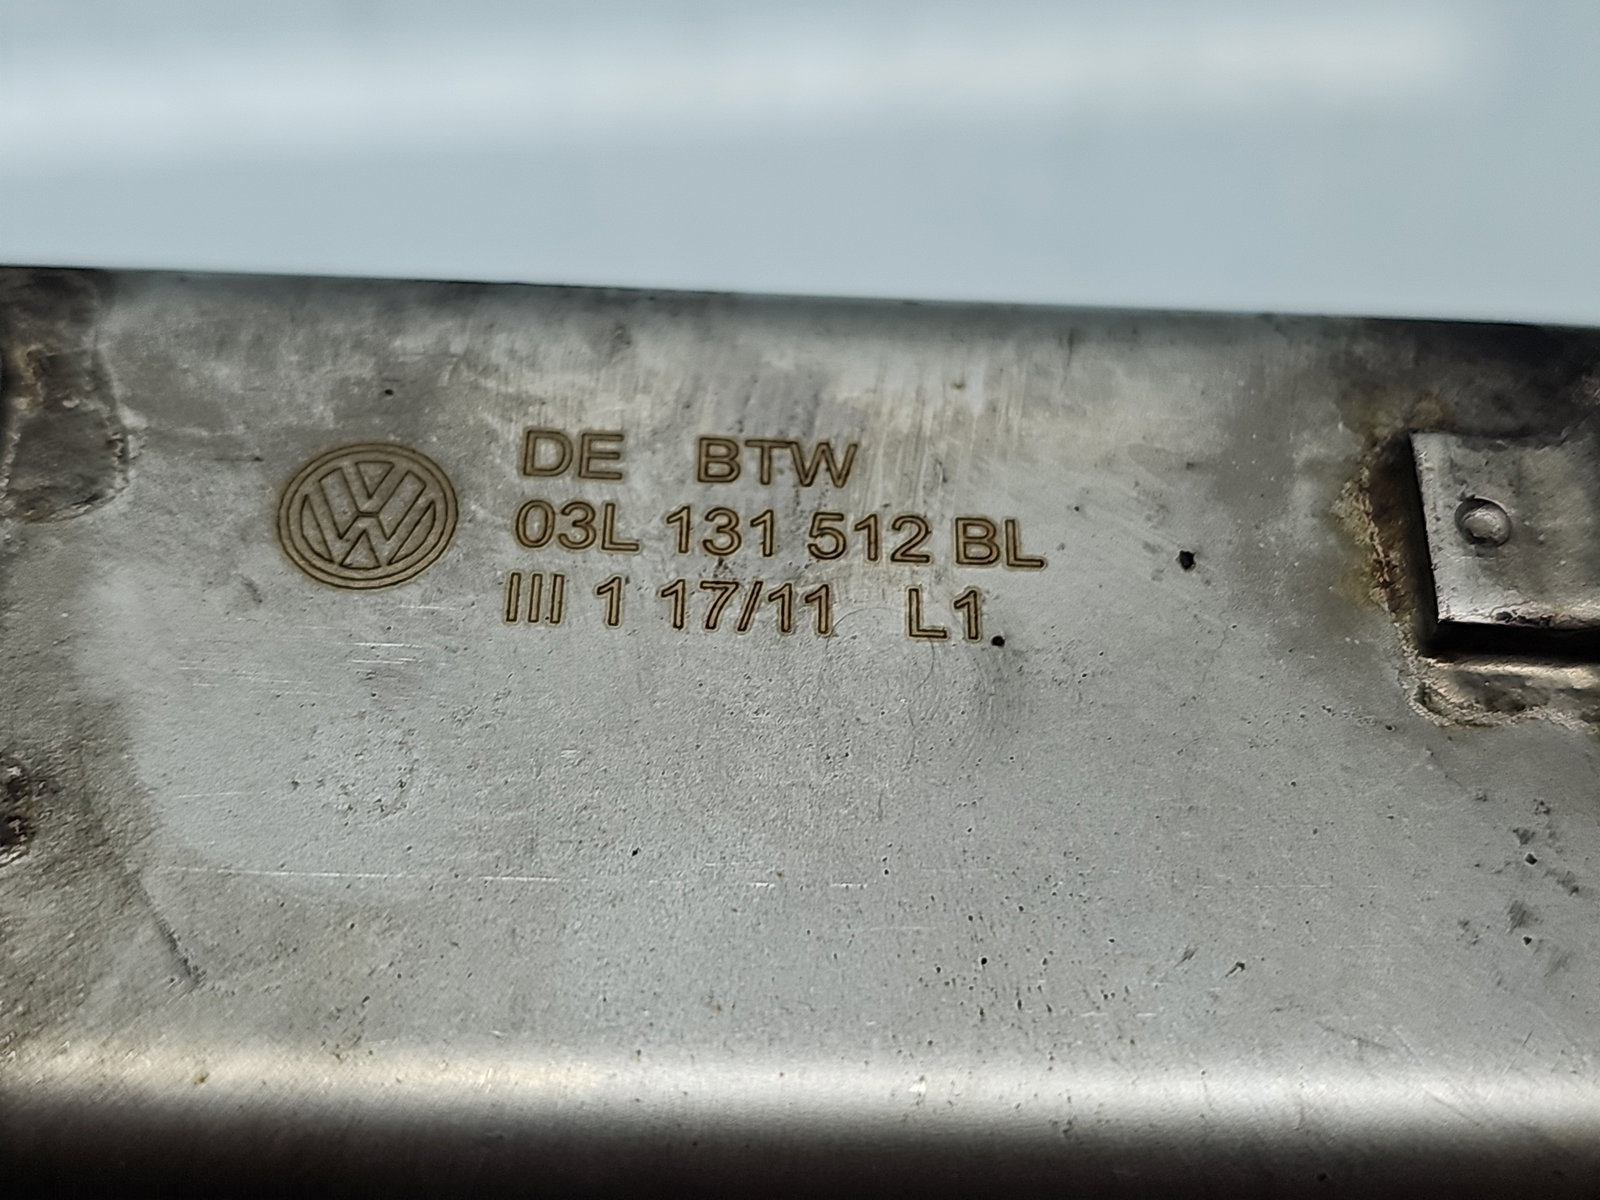 DE BTW
03L 131 512 BL
III 1 17/11 L1